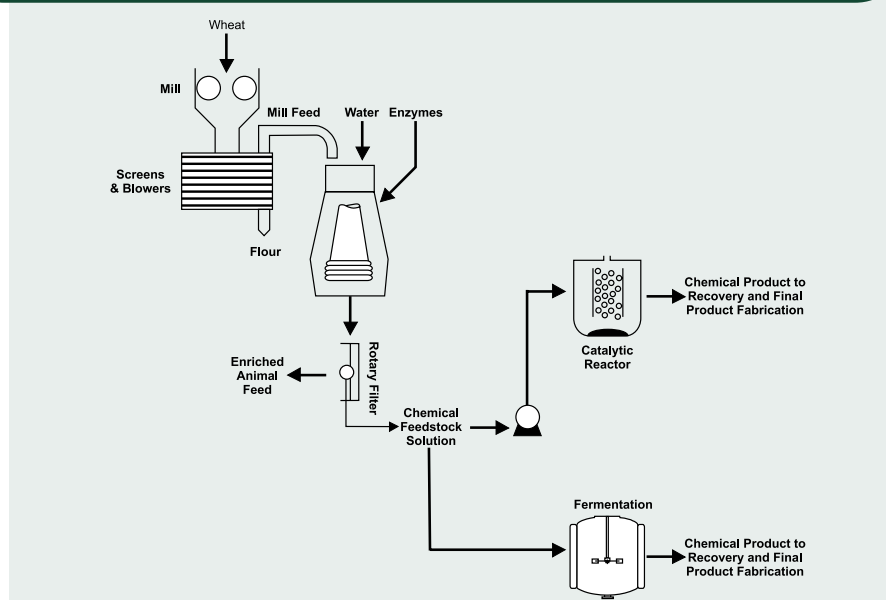 Wheat
Mill
Mill Feed
Water
Enzymes
Screens
& Blowers
Flour
Rotary Filter
Enriched
Animal
Feed
Chemical
Feedstock
Solution
Catalytic
Reactor
Chemical Product to
Recovery and Final
Product Fabrication
Fermentation
Chemical Product to
Recovery and Final
Product Fabrication